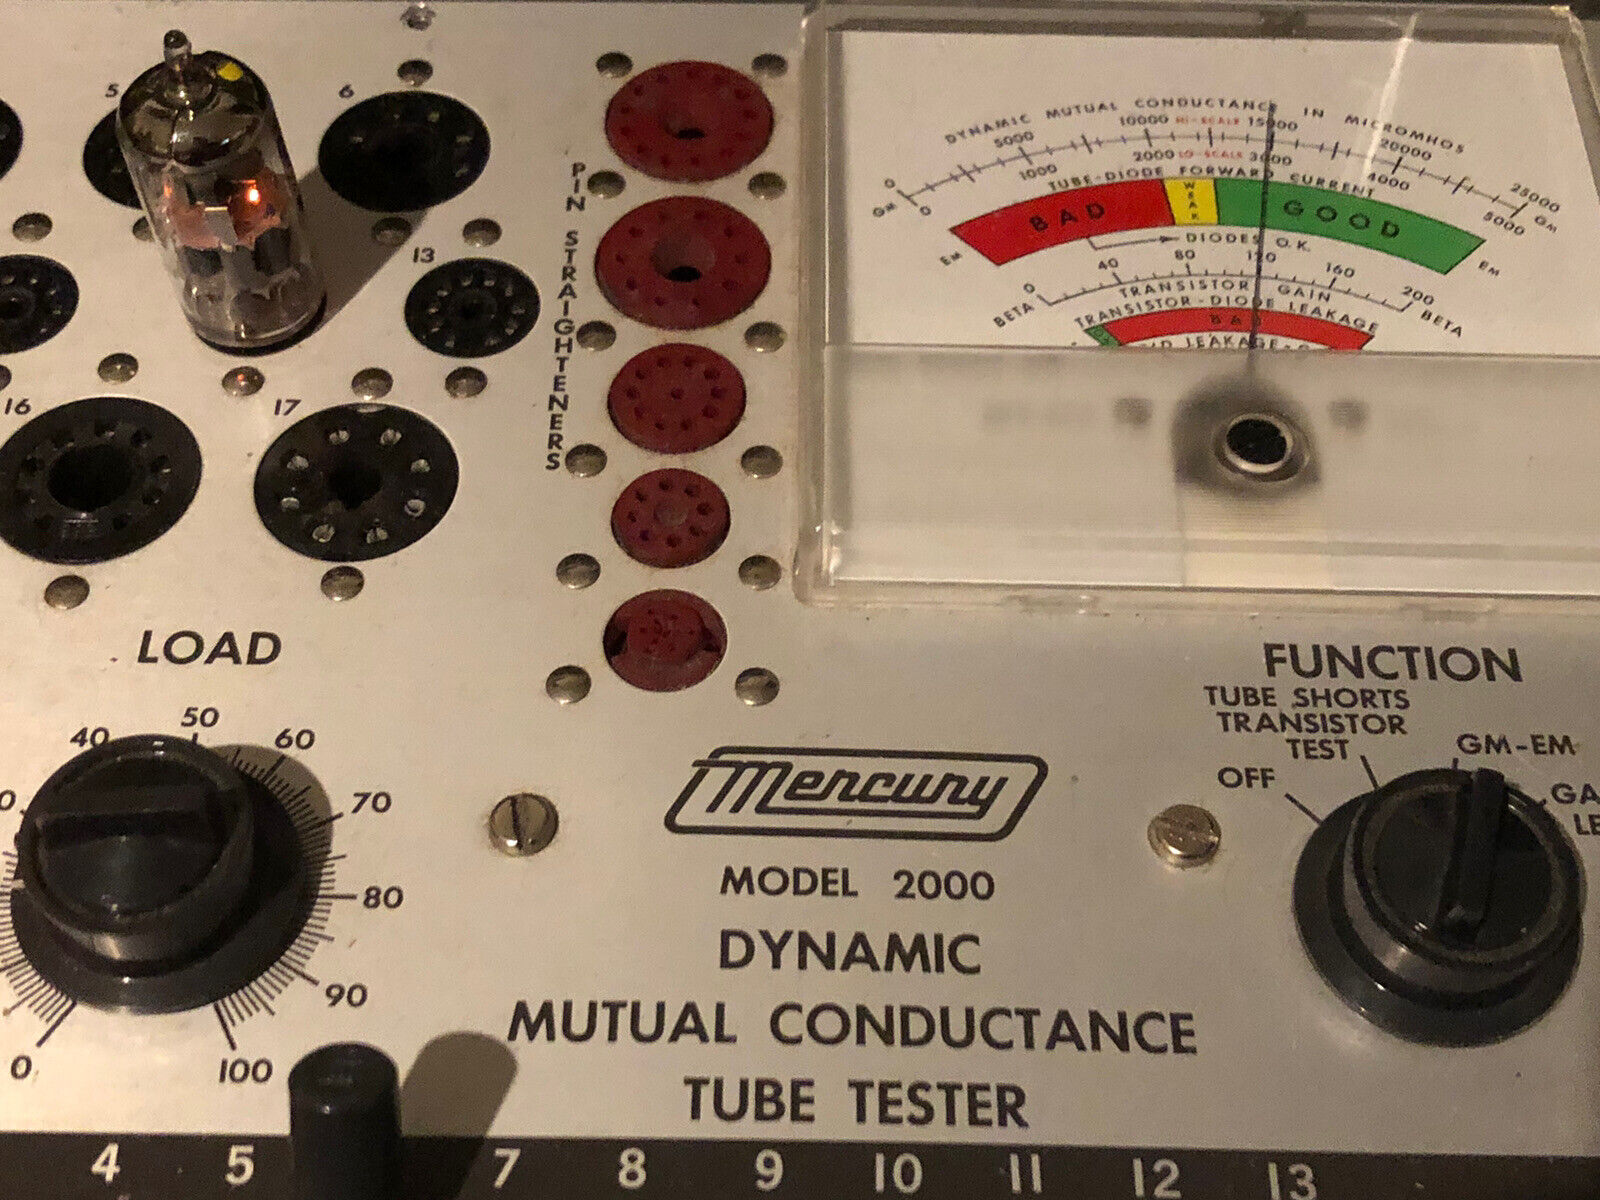 5
6
13
16
17
PIN STRAIGHTENERS
DYNAMIC MUTUAL CONDUCTANCE IN MICROMHOS
0 5000 10000 HI-SCALE 15000 20000 25000
GM 0 1000 2000 LO-SCALE 3000 4000 5000 GM
TUBE-DIODE FORWARD CURRENT
BAD WEAK GOOD
EM DIODES O.K. EM
0 40 80 120 160 200
BETA TRANSISTOR GAIN BETA
TRANSISTOR-DIODE LEAKAGE
BAD
LEAKAGE
LOAD
40 50 60
70
80
90
0 100
FUNCTION
TUBE SHORTS
TRANSISTOR
TEST
GM-EM
OFF
GA
LE
Mercury
MODEL 2000
DYNAMIC
MUTUAL CONDUCTANCE
TUBE TESTER
4 5 7 8 9 10 11 12 13